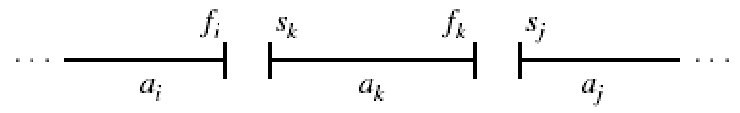 f_i s_k f_k s_j
... ...
a_i a_k a_j